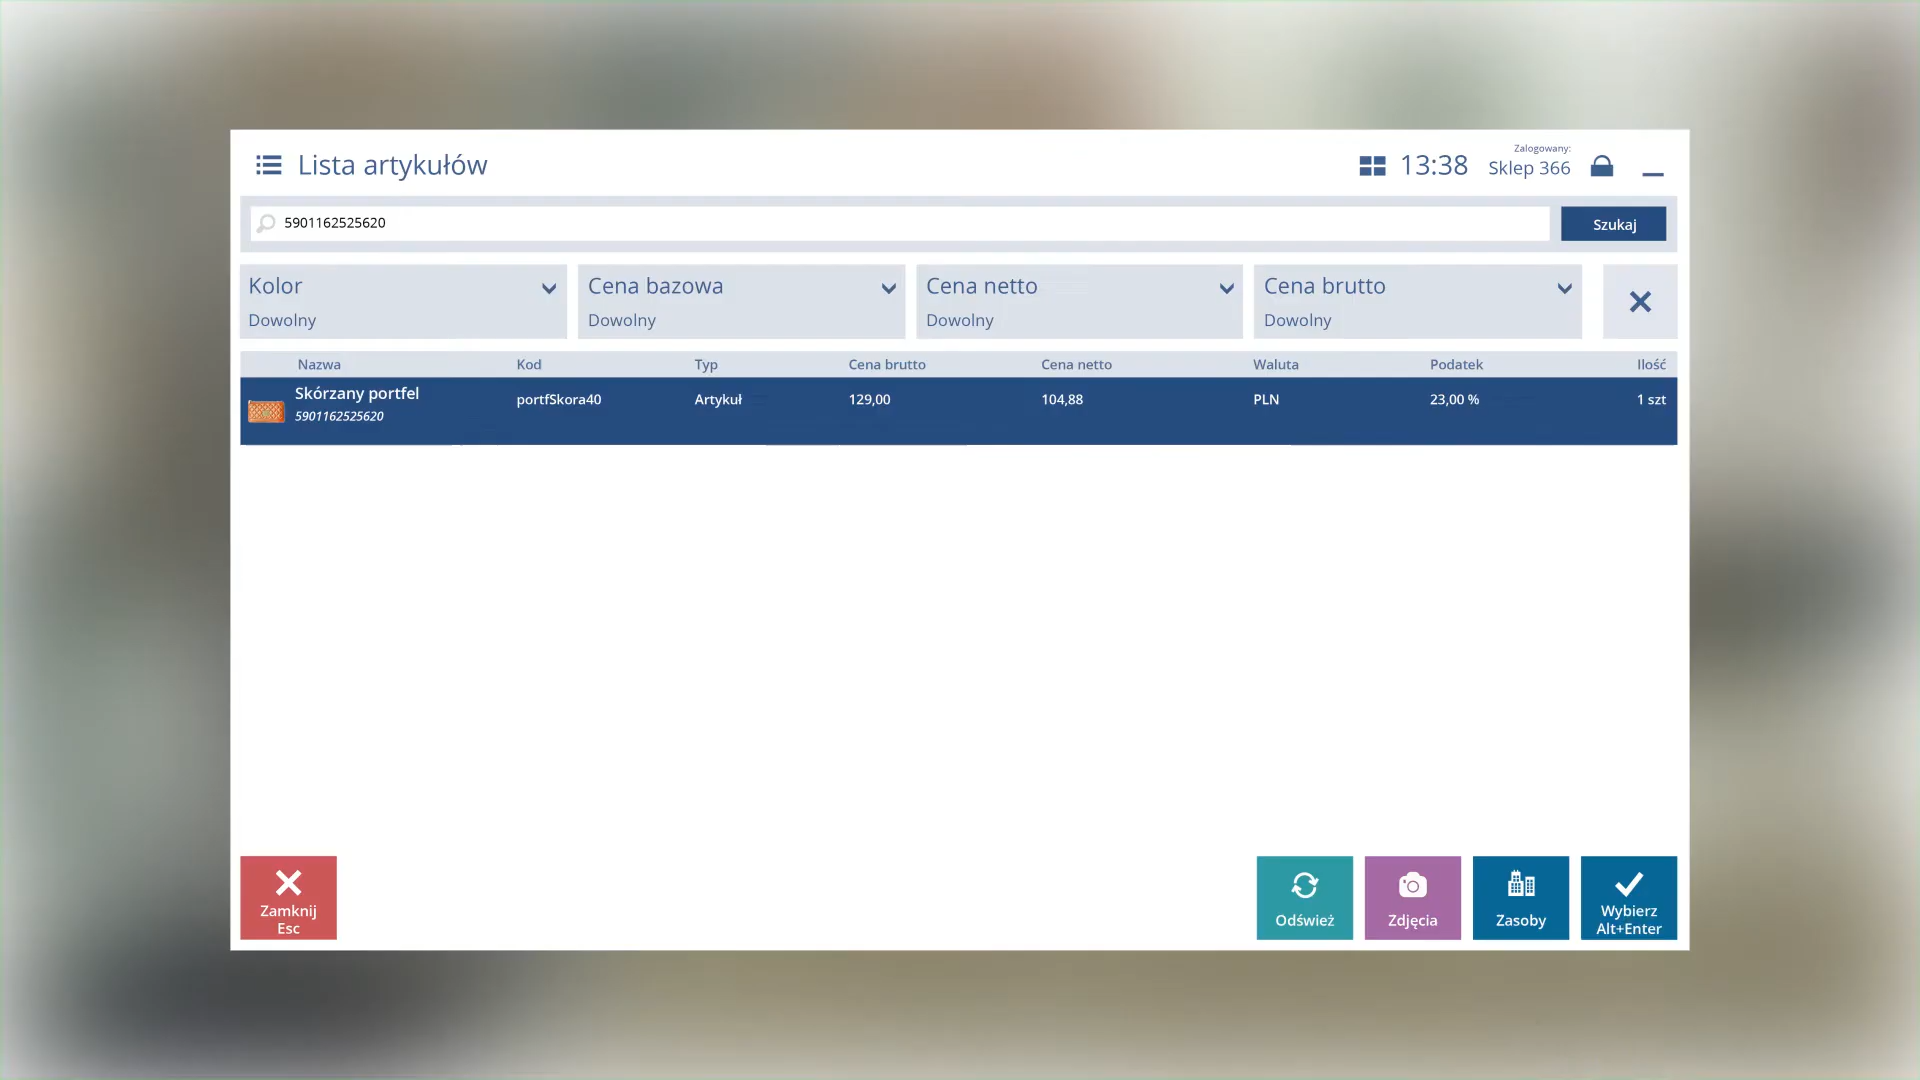 Lista artykułów
13:38
Zalogowany:
Sklep 366
5901162525620
Szukaj
Kolor
Dowolny
Cena bazowa
Dowolny
Cena netto
Dowolny
Cena brutto
Dowolny
Nazwa Kod Typ Cena brutto Cena netto Waluta Podatek Ilość
Skórzany portfel portfSkora40 Artykuł 129,00 104,88 PLN 23,00 % 1 szt
5901162525620
Zamknij
Esc
Odśwież
Zdjęcia
Zasoby
Wybierz
Alt+Enter